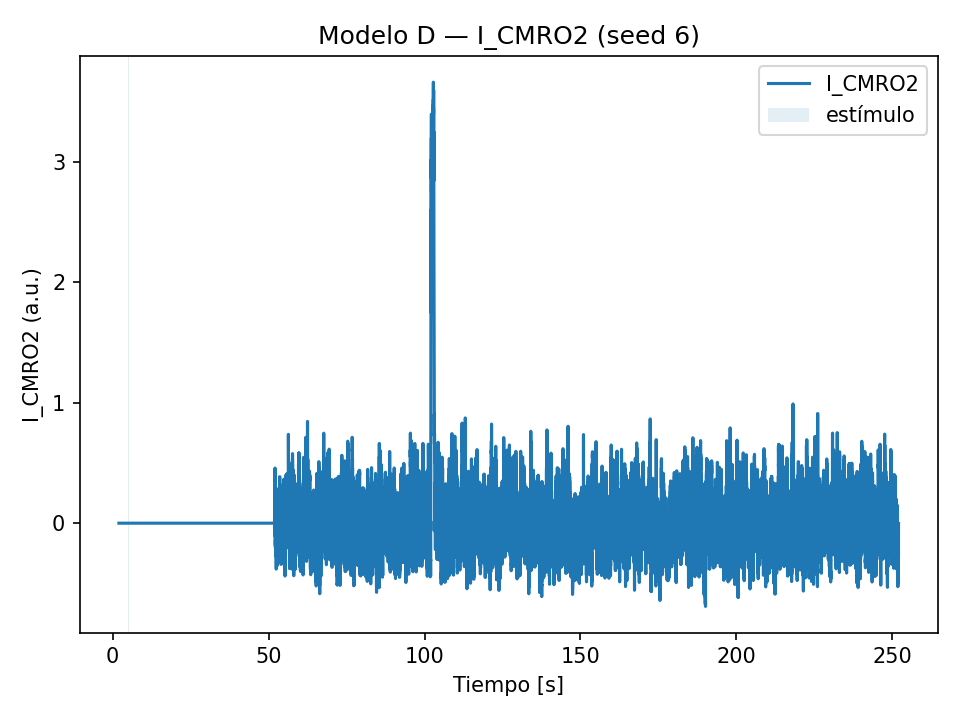 Modelo D — I_CMRO2 (seed 6)
I_CMRO2
estímulo
I_CMRO2 (a.u.)
3
2
1
0
0 50 100 150 200 250
Tiempo [s]